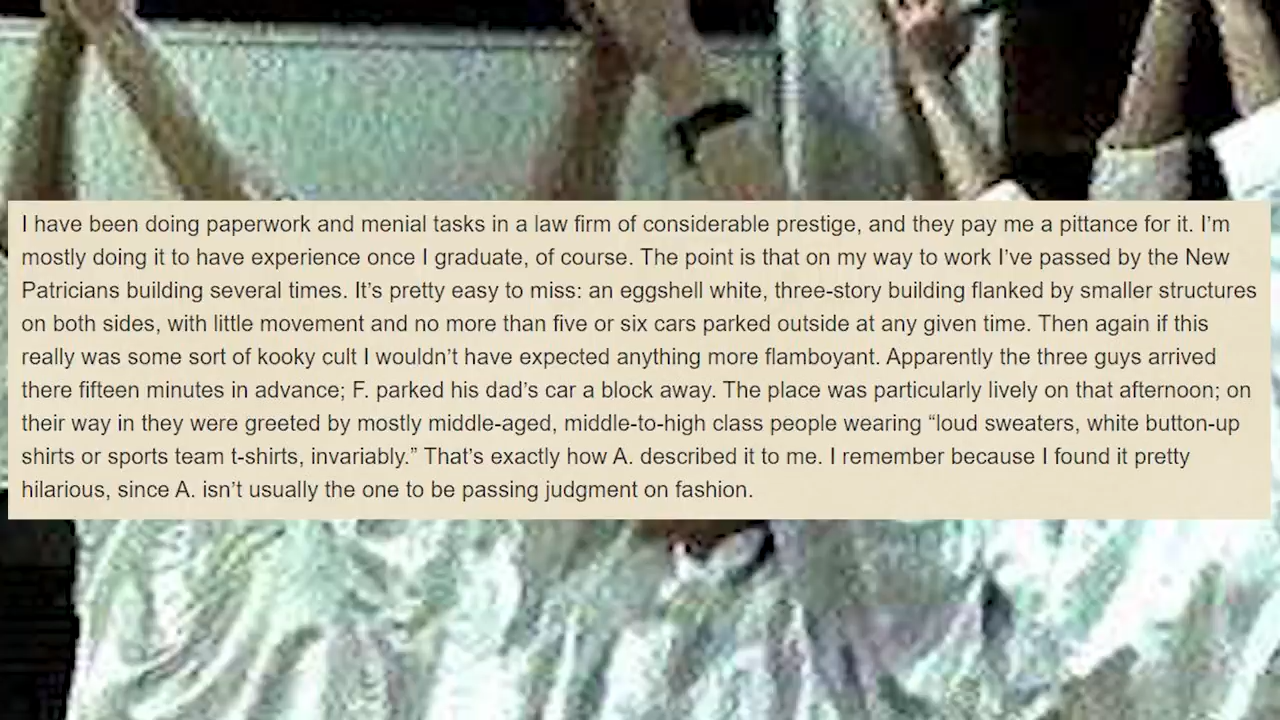 I have been doing paperwork and menial tasks in a law firm of considerable prestige, and they pay me a pittance for it. I’m
mostly doing it to have experience once I graduate, of course. The point is that on my way to work I’ve passed by the New
Patricians building several times. It’s pretty easy to miss: an eggshell white, three-story building flanked by smaller structures
on both sides, with little movement and no more than five or six cars parked outside at any given time. Then again if this
really was some sort of kooky cult I wouldn’t have expected anything more flamboyant. Apparently the three guys arrived
there fifteen minutes in advance; F. parked his dad’s car a block away. The place was particularly lively on that afternoon; on
their way in they were greeted by mostly middle-aged, middle-to-high class people wearing “loud sweaters, white button-up
shirts or sports team t-shirts, invariably.” That’s exactly how A. described it to me. I remember because I found it pretty
hilarious, since A. isn’t usually the one to be passing judgment on fashion.